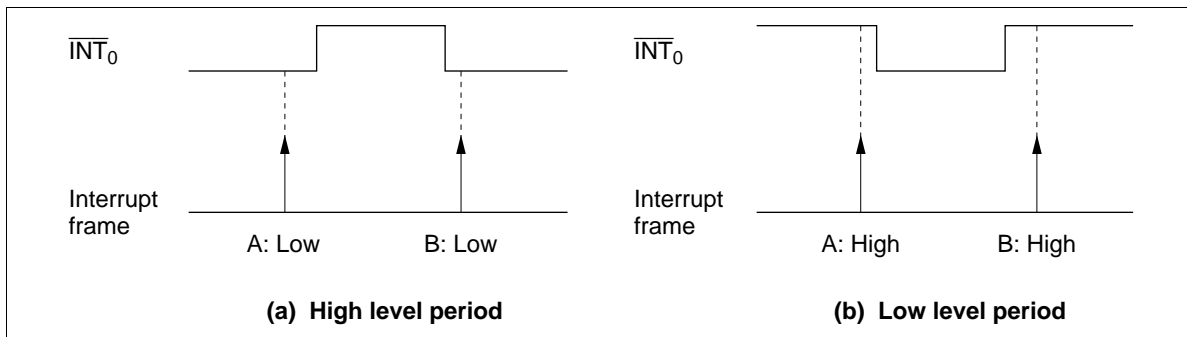 INT0
Interrupt
frame
A: Low
B: Low
(a) High level period
INT0
Interrupt
frame
A: High
B: High
(b) Low level period